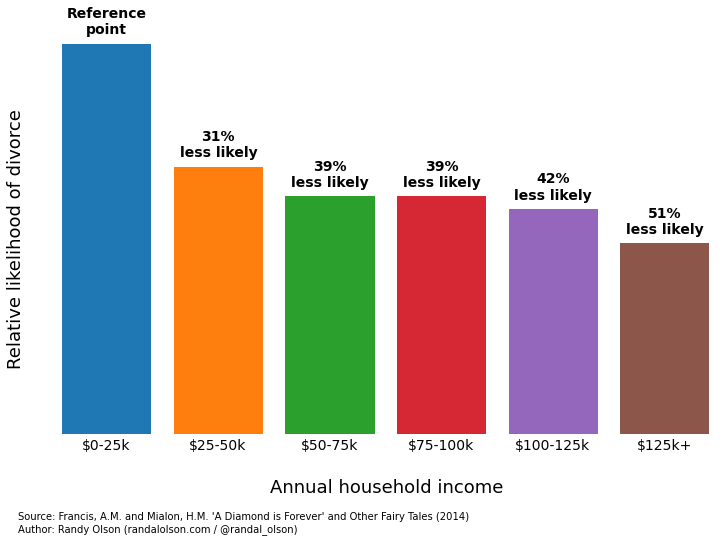 Reference
point
31%
less likely
39%
less likely
39%
less likely
42%
less likely
51%
less likely
Relative likelihood of divorce
$0-25k
$25-50k
$50-75k
$75-100k
$100-125k
$125k+
Annual household income
Source: Francis, A.M. and Mialon, H.M. 'A Diamond is Forever' and Other Fairy Tales (2014)
Author: Randy Olson (randalolson.com / @randal_olson)